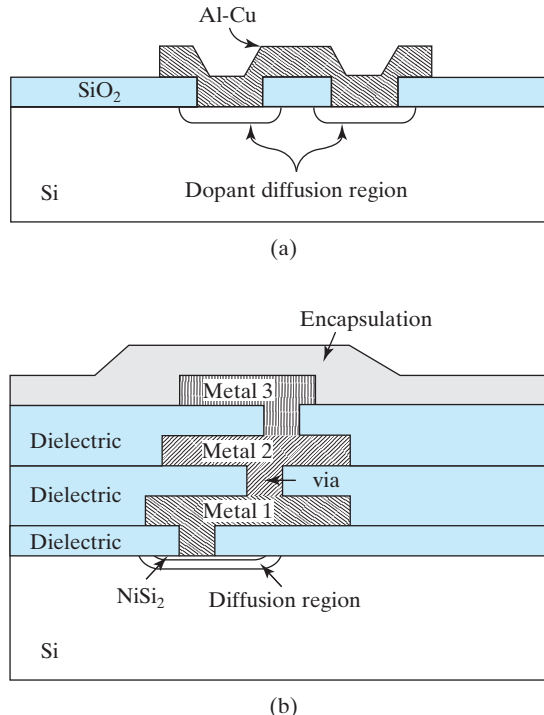 Al-Cu
SiO₂
Dopant diffusion region
Si
(a)
Encapsulation
Metal 3
Dielectric
Metal 2
via
Dielectric
Metal 1
Dielectric
NiSi₂
Diffusion region
Si
(b)